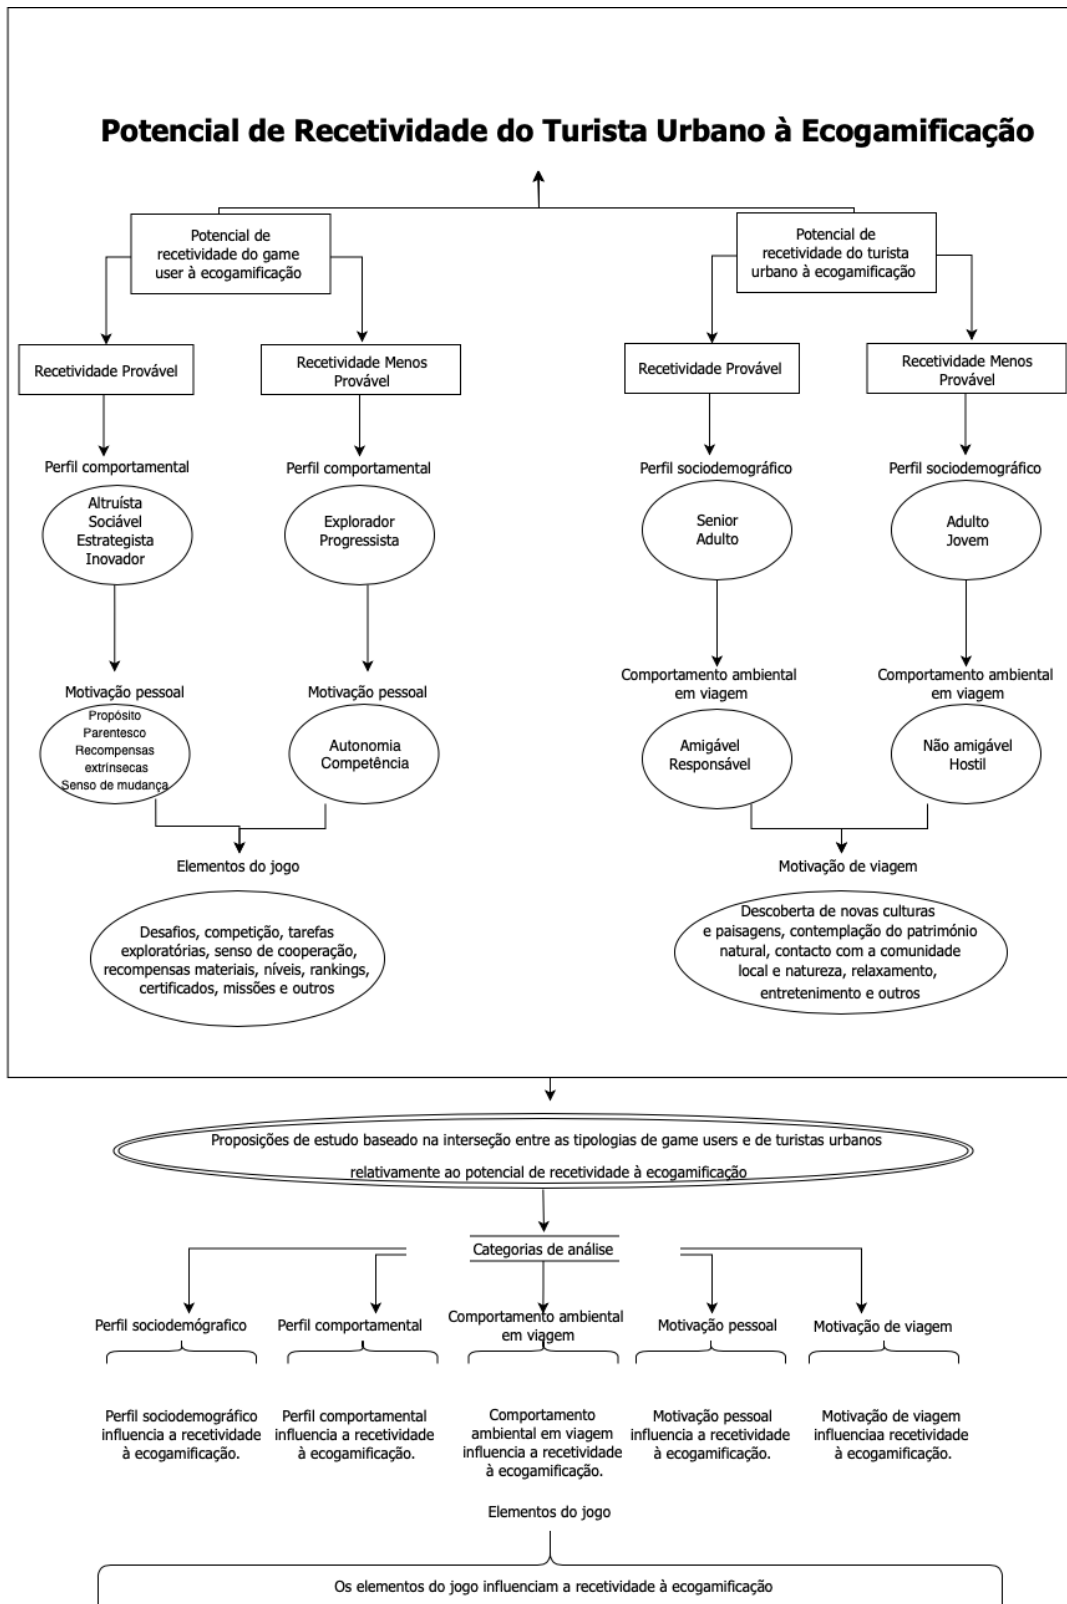 Potencial de Recetividade do Turista Urbano à Ecogamificação
Potencial de
recetividade do game
user à ecogamificação
Potencial de
recetividade do turista
urbano à ecogamificação
Recetividade Provável
Recetividade Menos
Provável
Recetividade Provável
Recetividade Menos
Provável
Perfil comportamental
Perfil comportamental
Perfil sociodemográfico
Perfil sociodemográfico
Altruísta
Sociável
Estrategista
Inovador
Explorador
Progressista
Senior
Adulto
Adulto
Jovem
Motivação pessoal
Motivação pessoal
Comportamento ambiental
em viagem
Comportamento ambiental
em viagem
Propósito
Parentesco
Recompensas
extrínsecas
Senso de mudança
Autonomia
Competência
Amigável
Responsável
Não amigável
Hostil
Elementos do jogo
Motivação de viagem
Desafios, competição, tarefas
exploratórias, senso de cooperação,
recompensas materiais, níveis, rankings,
certificados, missões e outros
Descoberta de novas culturas
e paisagens, contemplação do património
natural, contacto com a comunidade
local e natureza, relaxamento,
entretenimento e outros
Proposições de estudo baseado na interseção entre as tipologias de game users e de turistas urbanos
relativamente ao potencial de recetividade à ecogamificação
Categorias de análise
Perfil sociodemógrafico
Perfil comportamental
Comportamento ambiental
em viagem
Motivação pessoal
Motivação de viagem
Perfil sociodemográfico
influencia a recetividade
à ecogamificação.
Perfil comportamental
influencia a recetividade
à ecogamificação.
Comportamento
ambiental em viagem
influencia a recetividade
à ecogamificação.
Motivação pessoal
influencia a recetividade
à ecogamificação.
Motivação de viagem
influenciaa recetividade
à ecogamificação.
Elementos do jogo
Os elementos do jogo influenciam a recetividade à ecogamificação